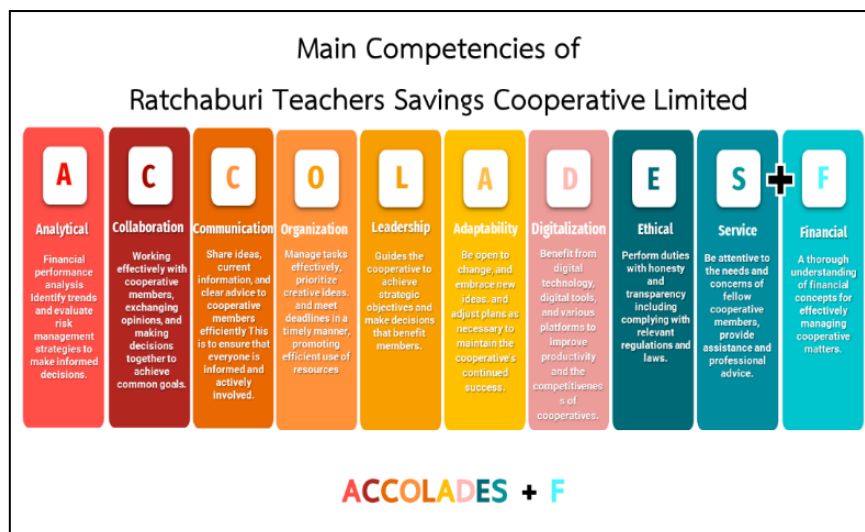 Main Competencies of
Ratchaburi Teachers Savings Cooperative Limited
A
Analytical
Financial
performance
analysis
Identify trends
and evaluate
risk
management
strategies to
make informed
decisions.
C
Collaboration
Working
effectively with
cooperative
members,
exchanging
opinions, and
making
decisions
together to
achieve
common goals.
C
Communication
Share ideas,
current
information, and
clear advice to
cooperative
members
efficiently This
is to ensure that
everyone is
informed and
actively
involved.
O
Organization
Manage tasks
effectively,
prioritize
creative ideas.
and meet
deadlines in a
timely manner,
promoting
efficient use of
resources
L
Leadership
Guides the
cooperative to
achieve
strategic
objectives and
make decisions
that benefit
members.
A
Adaptability
Be open to
change, and
embrace new
ideas. and
adjust plans as
necessary to
maintain the
cooperative's
continued
success.
D
Digitalization
Benefit from
digital
technology,
digital tools,
and various
platforms to
improve
productivity
and the
competitivenes
s of
cooperatives.
E
Ethical
Perform duties
with honesty
and
transparency
including
complying with
relevant
regulations and
laws.
S
Service
Be attentive to
the needs and
concerns of
fellow
cooperative
members,
provide
assistance and
professional
advice.
+
F
Financial
A thorough
understanding
of financial
concepts for
effectively
managing
cooperative
matters.
ACCOLADES + F